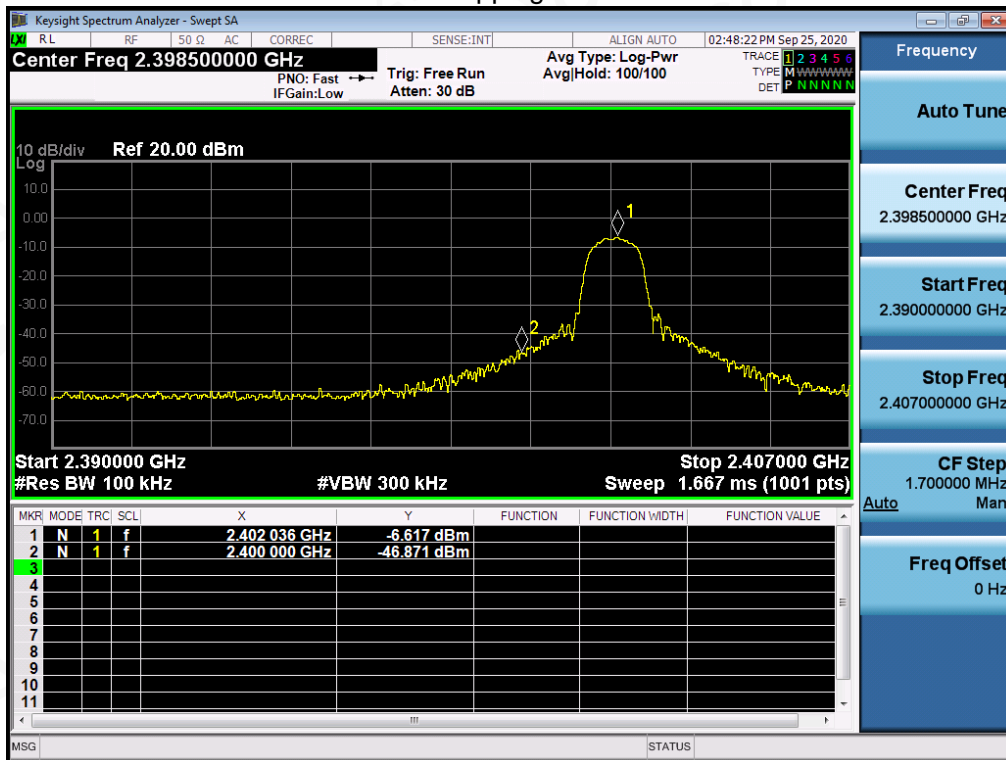 Keysight Spectrum Analyzer - Swept SA
LXI RL RF 50 Ω AC CORREC SENSE:INT ALIGN AUTO 02:48:22 PM Sep 25, 2020
Center Freq 2.398500000 GHz
PNO: Fast
IFGain:Low
Trig: Free Run
Atten: 30 dB
Avg Type: Log-Pwr
Avg|Hold: 100/100
TRACE 1 2 3 4 5 6
TYPE M WWWWW
DET P N N N N N
10 dB/div Ref 20.00 dBm
Log
10.0
0.00
-10.0
-20.0
-30.0
-40.0
-50.0
-60.0
-70.0
1
2
Start 2.390000 GHz Stop 2.407000 GHz
#Res BW 100 kHz #VBW 300 kHz Sweep 1.667 ms (1001 pts)
MKR MODE TRC SCL X Y FUNCTION FUNCTION WIDTH FUNCTION VALUE
1 N 1 f 2.402 036 GHz -6.617 dBm
2 N 1 f 2.400 000 GHz -46.871 dBm
3
4
5
6
7
8
9
10
11
MSG STATUS
Frequency
Auto Tune
Center Freq
2.398500000 GHz
Start Freq
2.390000000 GHz
Stop Freq
2.407000000 GHz
CF Step
1.700000 MHz
Auto Man
Freq Offset
0 Hz